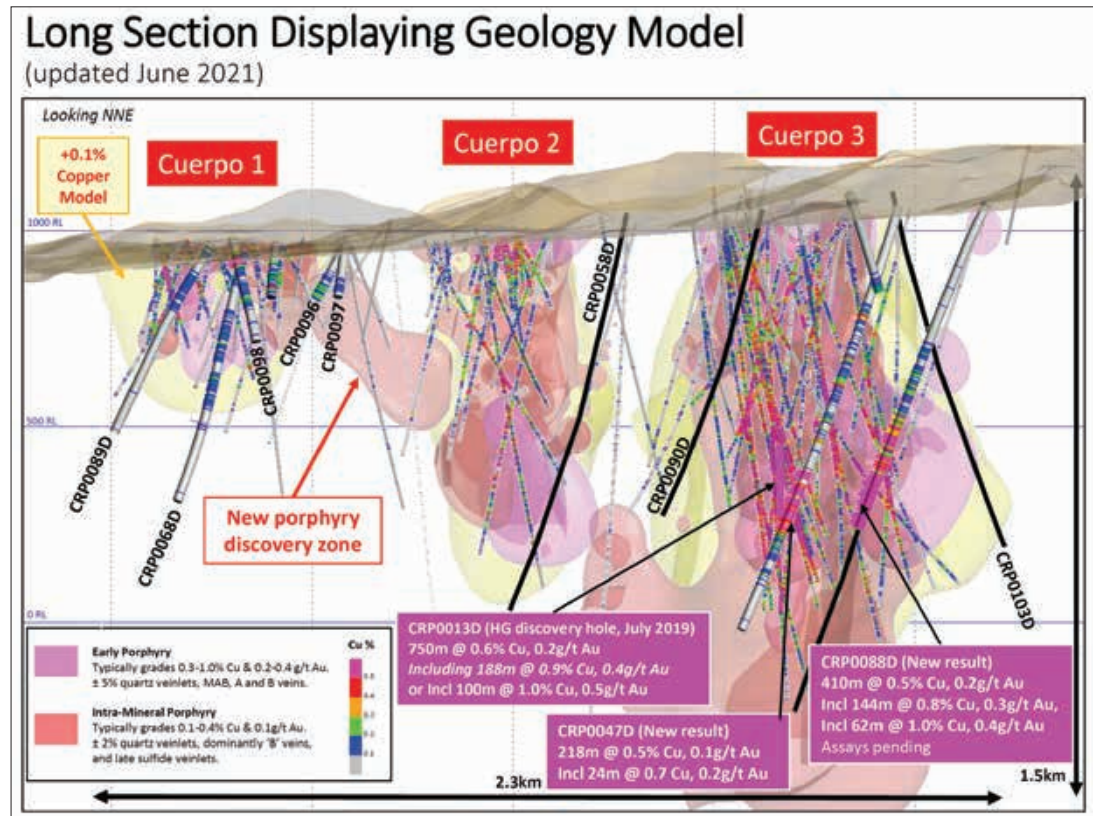 Long Section Displaying Geology Model
(updated June 2021)
Looking NNE
+0.1%
Copper
Model
Cuerpo 1
Cuerpo 2
Cuerpo 3
1000 RL
500 RL
0 RL
CRP0089D
CRP0068D
CRP0098
CRP0096
CRP0097
CRP0058D
CRP0090D
CRP0103D
New porphyry
discovery zone
CRP0013D (HG discovery hole, July 2019)
750m @ 0.6% Cu, 0.2g/t Au
Including 188m @ 0.9% Cu, 0.4g/t Au
or Incl 100m @ 1.0% Cu, 0.5g/t Au
CRP0047D (New result)
218m @ 0.5% Cu, 0.1g/t Au
Incl 24m @ 0.7 Cu, 0.2g/t Au
CRP0088D (New result)
410m @ 0.5% Cu, 0.2g/t Au
Incl 144m @ 0.8% Cu, 0.3g/t Au,
Incl 62m @ 1.0% Cu, 0.4g/t Au
Assays pending
Early Porphyry
Typically grades 0.3-1.0% Cu & 0.2-0.4 g/t Au.
± 5% quartz veinlets, MAB, A and B veins.
Intra-Mineral Porphyry
Typically grades 0.1-0.4% Cu & 0.1g/t Au.
± 2% quartz veinlets, dominantly 'B' veins,
and late sulfide veinlets.
Cu %
2.3km
1.5km